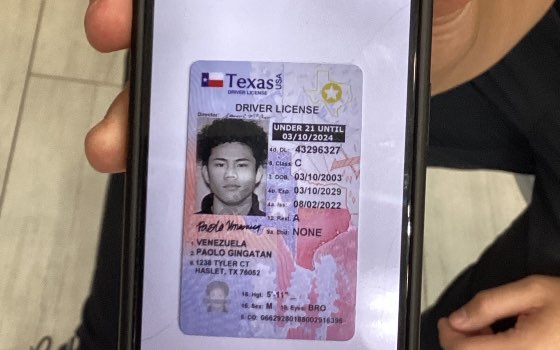 Texas USA
DRIVER LICENSE
DRIVER LICENSE
Director:
UNDER 21 UNTIL
03/10/2024
4d. DL: 43296327
9. Class: C
3. DOB: 03/10/2003
4b. Exp: 03/10/2029
4a. Iss: 08/02/2022
12. Rest: A
9a. End: NONE
1. VENEZUELA
2. PAOLO GINGATAN
8. 1238 TYLER CT
HASLET, TX 76052
16. Hgt: 5'-11"
15. Sex: M 18. Eyes: BRO
5. DD: